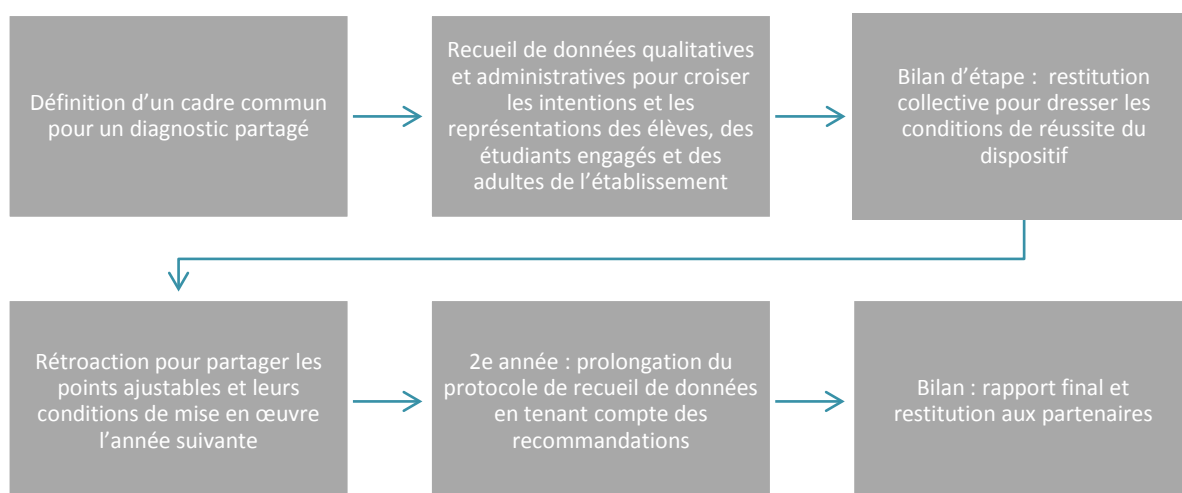 Définition d’un cadre commun
pour un diagnostic partagé
Recueil de données qualitatives
et administratives pour croiser
les intentions et les
représentations des élèves, des
étudiants engagés et des
adultes de l’établissement
Bilan d’étape :  restitution
collective pour dresser les
conditions de réussite du
dispositif
Rétroaction pour partager les
points ajustables et leurs
conditions de mise en œuvre
l’année suivante
2e année : prolongation du
protocole de recueil de données
en tenant compte des
recommandations
Bilan : rapport final et
restitution aux partenaires